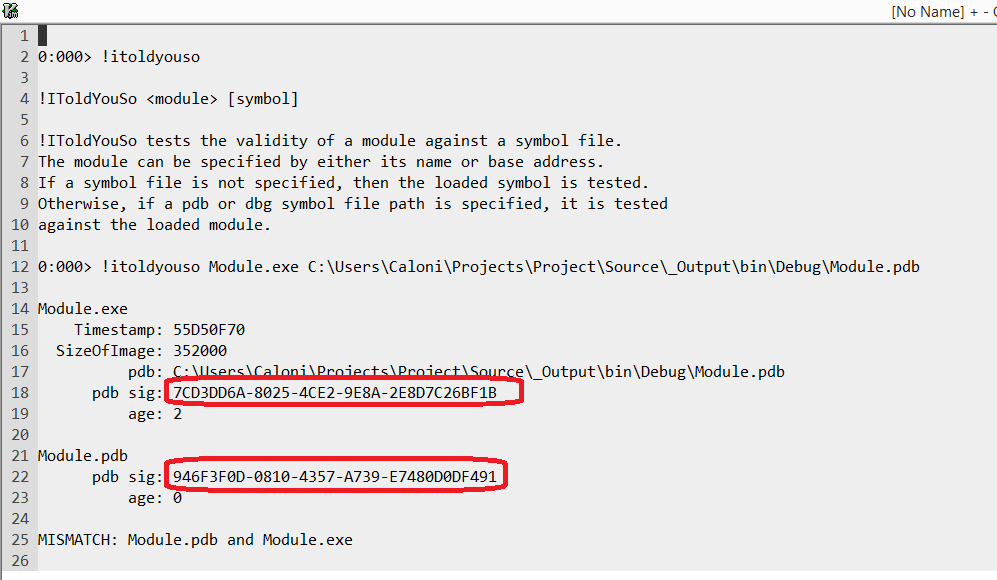 [No Name] + -
1
2 0:000> !itoldyouso
3
4 !IToldYouSo <module> [symbol]
5
6 !IToldYouSo tests the validity of a module against a symbol file.
7 The module can be specified by either its name or base address.
8 If a symbol file is not specified, then the loaded symbol is tested.
9 Otherwise, if a pdb or dbg symbol file path is specified, it is tested
10 against the loaded module.
11
12 0:000> !itoldyouso Module.exe C:\Users\Caloni\Projects\Project\Source\_Output\bin\Debug\Module.pdb
13
14 Module.exe
15 Timestamp: 55D50F70
16 SizeOfImage: 352000
17 pdb: C:\Users\Caloni\Projects\Project\Source\_Output\bin\Debug\Module.pdb
18 pdb sig: 7CD3DD6A-8025-4CE2-9E8A-2E8D7C26BF1B
19 age: 2
20
21 Module.pdb
22 pdb sig: 946F3F0D-0810-4357-A739-E7480D0DF491
23 age: 0
24
25 MISMATCH: Module.pdb and Module.exe
26